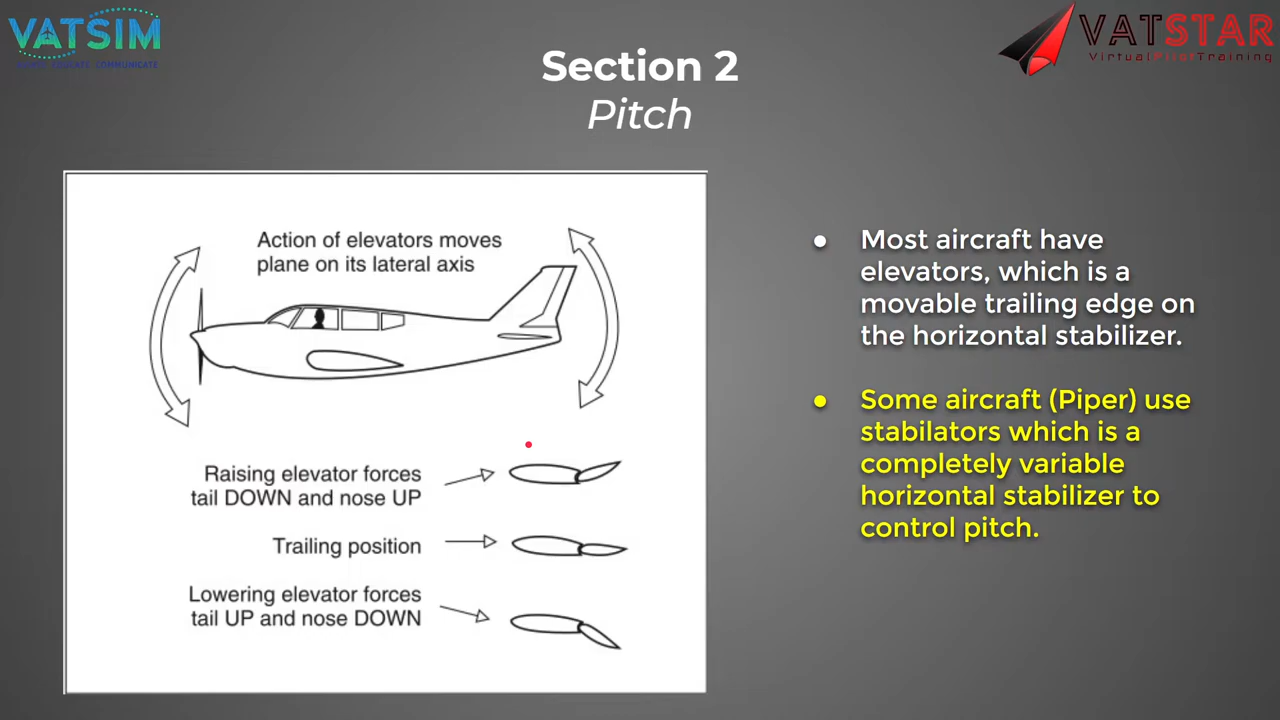 VATSIM
VATSTAR
VirtualPilotTraining
Section 2
Pitch
Action of elevators moves
plane on its lateral axis
Raising elevator forces
tail DOWN and nose UP
Trailing position
Lowering elevator forces
tail UP and nose DOWN
Most aircraft have
elevators, which is a
movable trailing edge on
the horizontal stabilizer.
Some aircraft (Piper) use
stabilators which is a
completely variable
horizontal stabilizer to
control pitch.